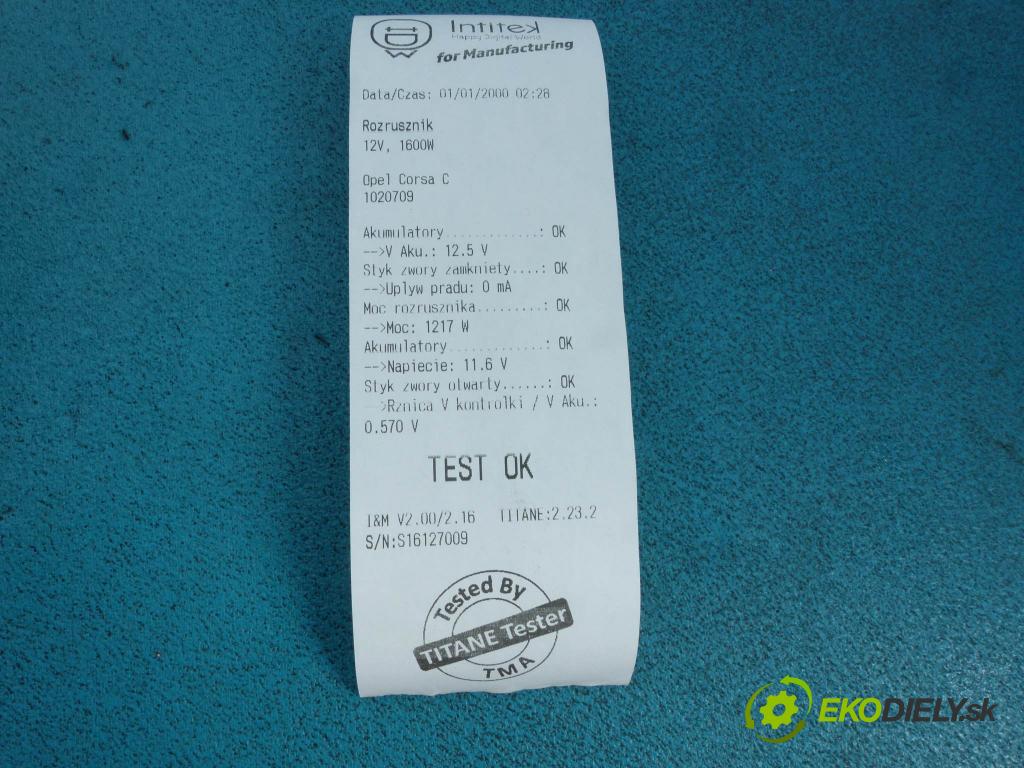 Intitek
Happy Digital World
for Manufacturing
Data/Czas: 01/01/2000 02:28
Rozrusznik
12V, 1600W
Opel Corsa C
1020709
Akumulatory.............: OK
-->V Aku.: 12.5 V
Styk zwory zamkniety....: OK
-->Uplyw pradu: 0 mA
Moc rozrusznika.........: OK
-->Moc: 1217 W
Akumulatory.............: OK
-->Napiecie: 11.6 V
Styk zwory otwarty......: OK
-->Rznica V kontrolki / V Aku.:
0.570 V
TEST OK
I&M V2.00/2.16 TITANE:2.23.2
S/N:S16127009
Tested By
TITANE Tester
TMA
EKODIELY.sk